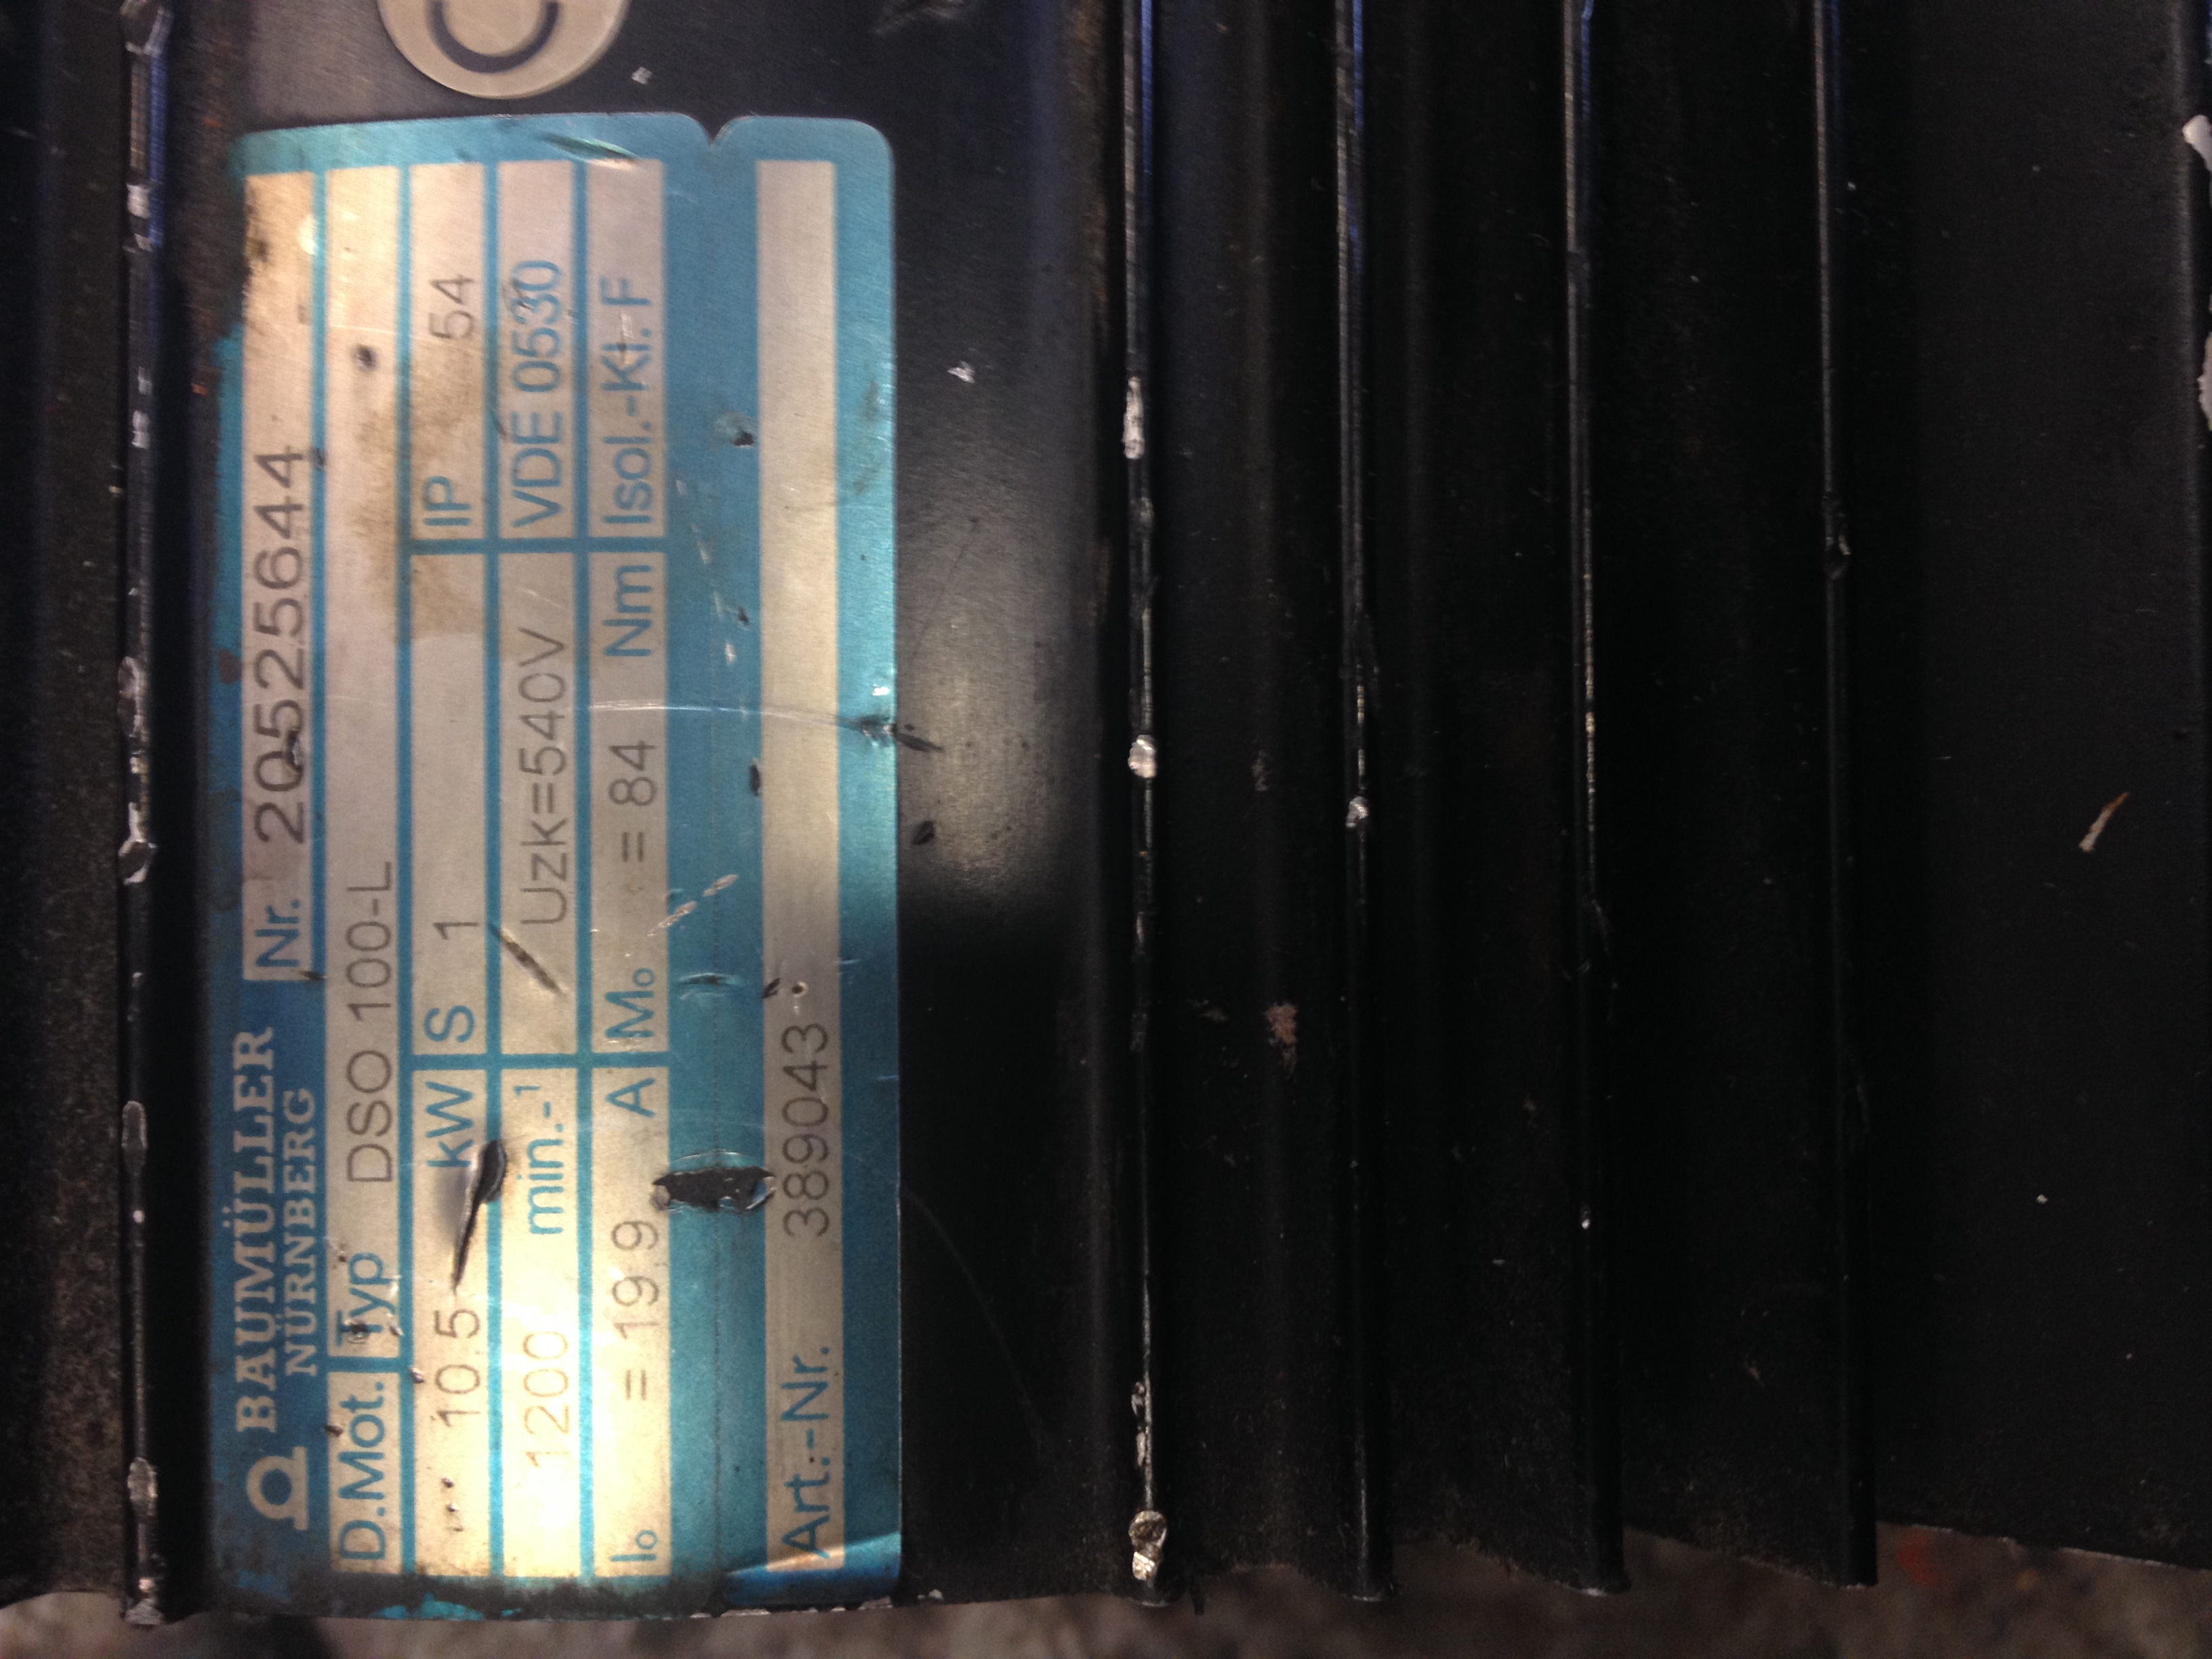 BAUMÜLLER
NÜRNBERG
Nr. 20525644
D.Mot. Typ DSO 100-L
10.5 kW S 1 IP 54
1200 min.-¹ Uzk=540V VDE 0530
I₀ = 19.9 A M₀ = 84 Nm Isol.-Kl. F
Art.-Nr. 389043